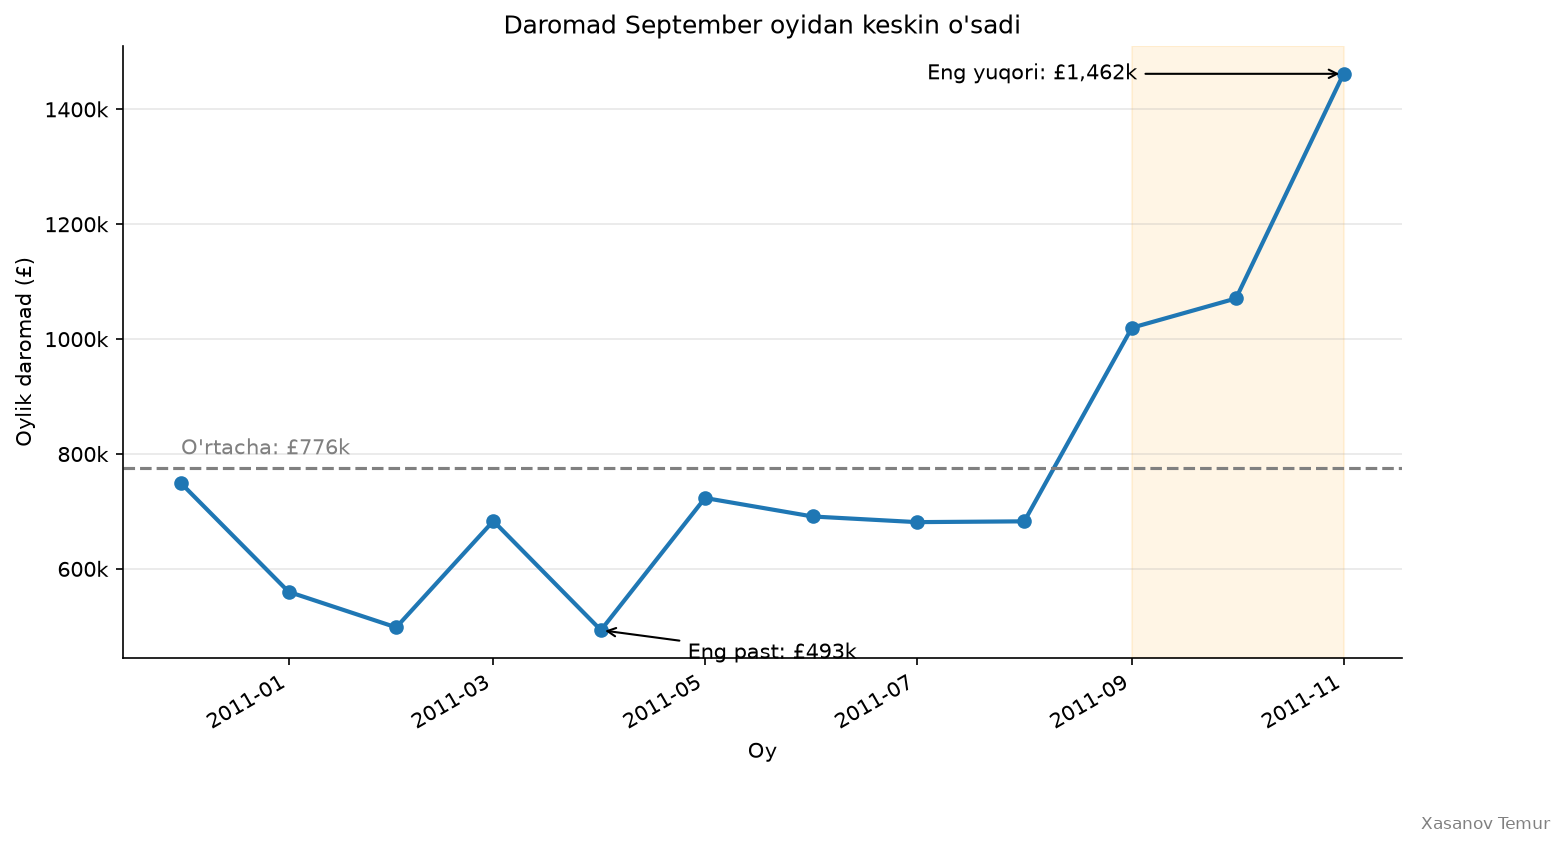 Daromad September oyidan keskin o'sadi
Eng yuqori: £1,462k
1400k
1200k
1000k
800k
600k
Oylik daromad (£)
O'rtacha: £776k
Eng past: £493k
2011-01
2011-03
2011-05
2011-07
2011-09
2011-11
Oy
Xasanov Temur